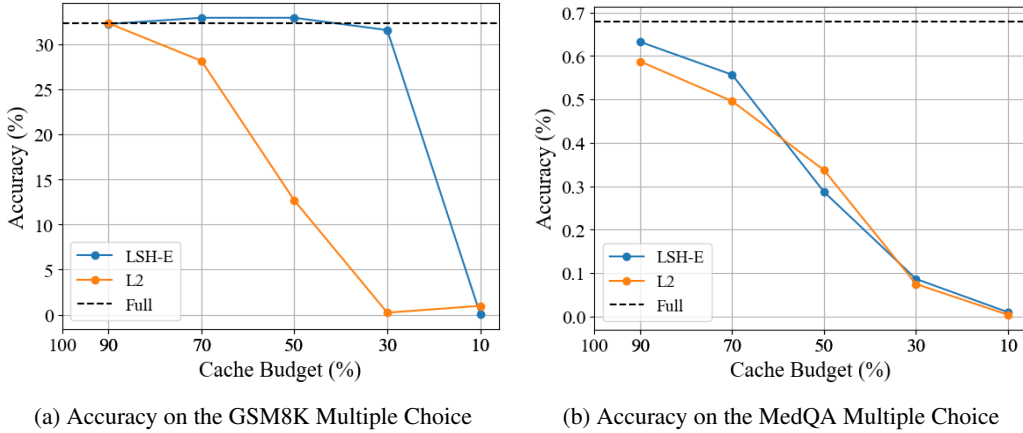 Accuracy (%)
30
25
20
15
10
5
0
LSH-E
L2
Full
100 90 70 50 30 10
Cache Budget (%)
(a) Accuracy on the GSM8K Multiple Choice
Accuracy (%)
0.7
0.6
0.5
0.4
0.3
0.2
0.1
0.0
LSH-E
L2
Full
100 90 70 50 30 10
Cache Budget (%)
(b) Accuracy on the MedQA Multiple Choice